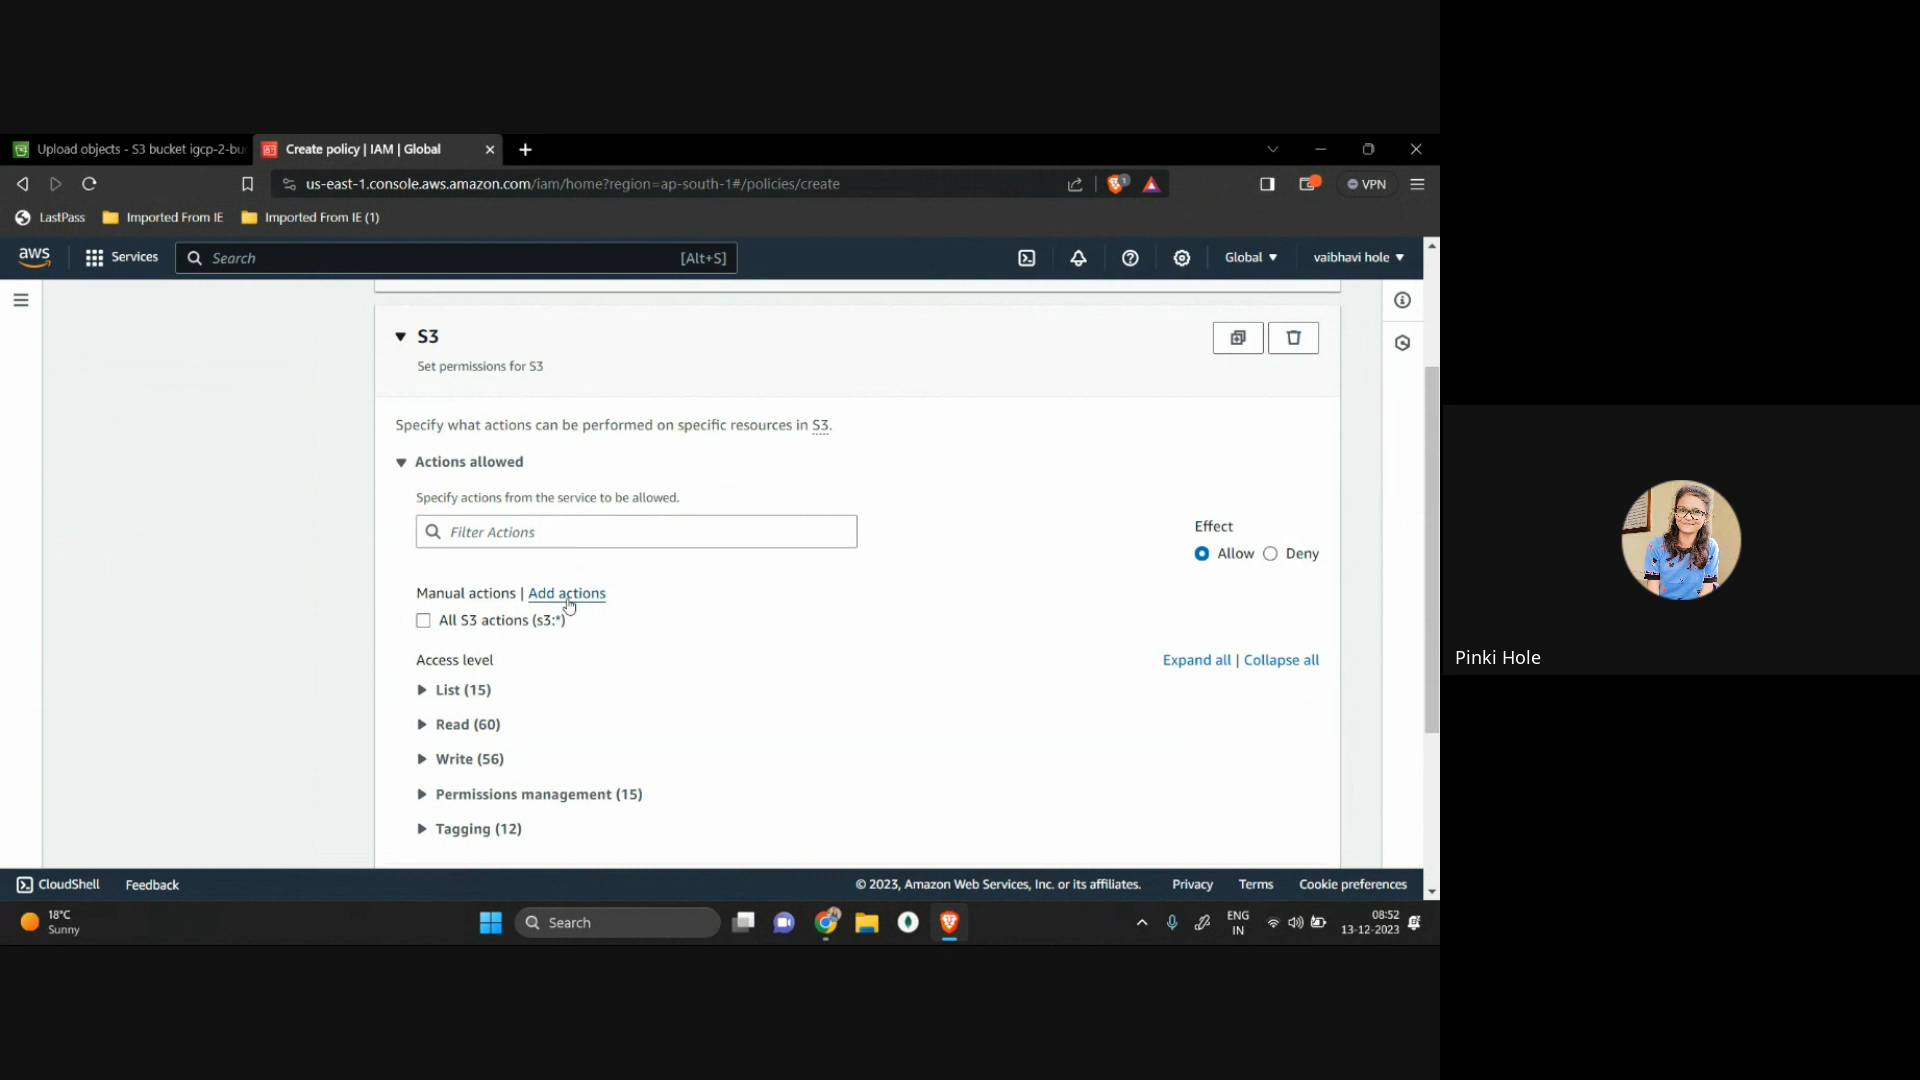 Upload objects - S3 bucket igcp-2-bu
Create policy | IAM | Global
us-east-1.console.aws.amazon.com/iam/home?region=ap-south-1#/policies/create
VPN
LastPass
Imported From IE
Imported From IE (1)
aws
Services
Search
[Alt+S]
Global
vaibhavi hole
S3
Set permissions for S3
Specify what actions can be performed on specific resources in S3.
Actions allowed
Specify actions from the service to be allowed.
Filter Actions
Effect
Allow
Deny
Manual actions | Add actions
All S3 actions (s3:*)
Access level
Expand all | Collapse all
List (15)
Read (60)
Write (56)
Permissions management (15)
Tagging (12)
Pinki Hole
CloudShell
Feedback
© 2023, Amazon Web Services, Inc. or its affiliates.
Privacy
Terms
Cookie preferences
18°C
Sunny
Search
ENG
IN
08:52
13-12-2023